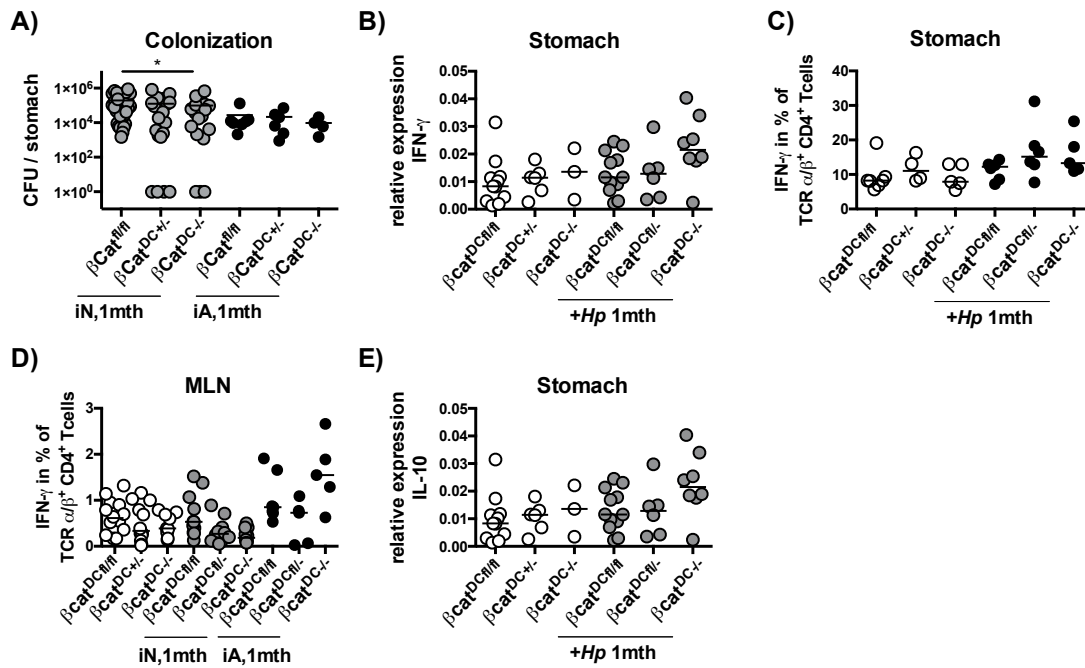 A)
Colonization
*
CFU / stomach
1×10⁶
1×10⁴
1×10²
1×10⁰
βCat^fl/fl
βCat^DC+/-
βCat^DC-/-
βCat^fl/fl
βCat^DC+/-
βCat^DC-/-
iN,1mth
iA,1mth
B)
Stomach
relative expression
IFN-γ
0.05
0.04
0.03
0.02
0.01
0.00
βcat^DCfl/fl
βcat^DC+/-
βcat^DC-/-
βcat^DCfl/fl
βcat^DCfl/-
βcat^DC-/-
+Hp 1mth
C)
Stomach
IFN-γ in % of
TCR α/β⁺ CD4⁺ Tcells
40
30
20
10
0
βcat^DCfl/fl
βcat^DC+/-
βcat^DC-/-
βcat^DCfl/fl
βcat^DCfl/-
βcat^DC-/-
+Hp 1mth
D)
MLN
IFN-γ in % of
TCR α/β⁺ CD4⁺ Tcells
3
2
1
0
βcat^DCfl/fl
βcat^DC+/-
βcat^DC-/-
βcat^DCfl/fl
βcat^DCfl/-
βcat^DC-/-
βcat^DCfl/fl
βcat^DCfl/-
βcat^DC-/-
iN,1mth
iA,1mth
E)
Stomach
relative expression
IL-10
0.05
0.04
0.03
0.02
0.01
0.00
βcat^DCfl/fl
βcat^DC+/-
βcat^DC-/-
βcat^DCfl/fl
βcat^DCfl/-
βcat^DC-/-
+Hp 1mth